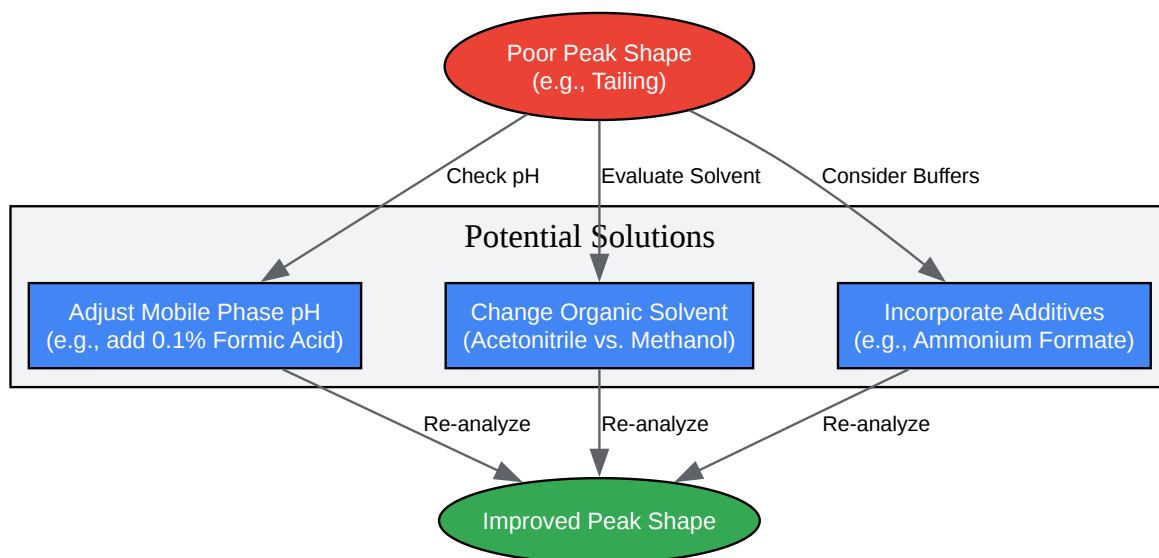 Poor Peak Shape
(e.g., Tailing)
Check pH
Evaluate Solvent
Consider Buffers
Potential Solutions
Adjust Mobile Phase pH
(e.g., add 0.1% Formic Acid)
Change Organic Solvent
(Acetonitrile vs. Methanol)
Incorporate Additives
(e.g., Ammonium Formate)
Re-analyze
Re-analyze
Re-analyze
Improved Peak Shape